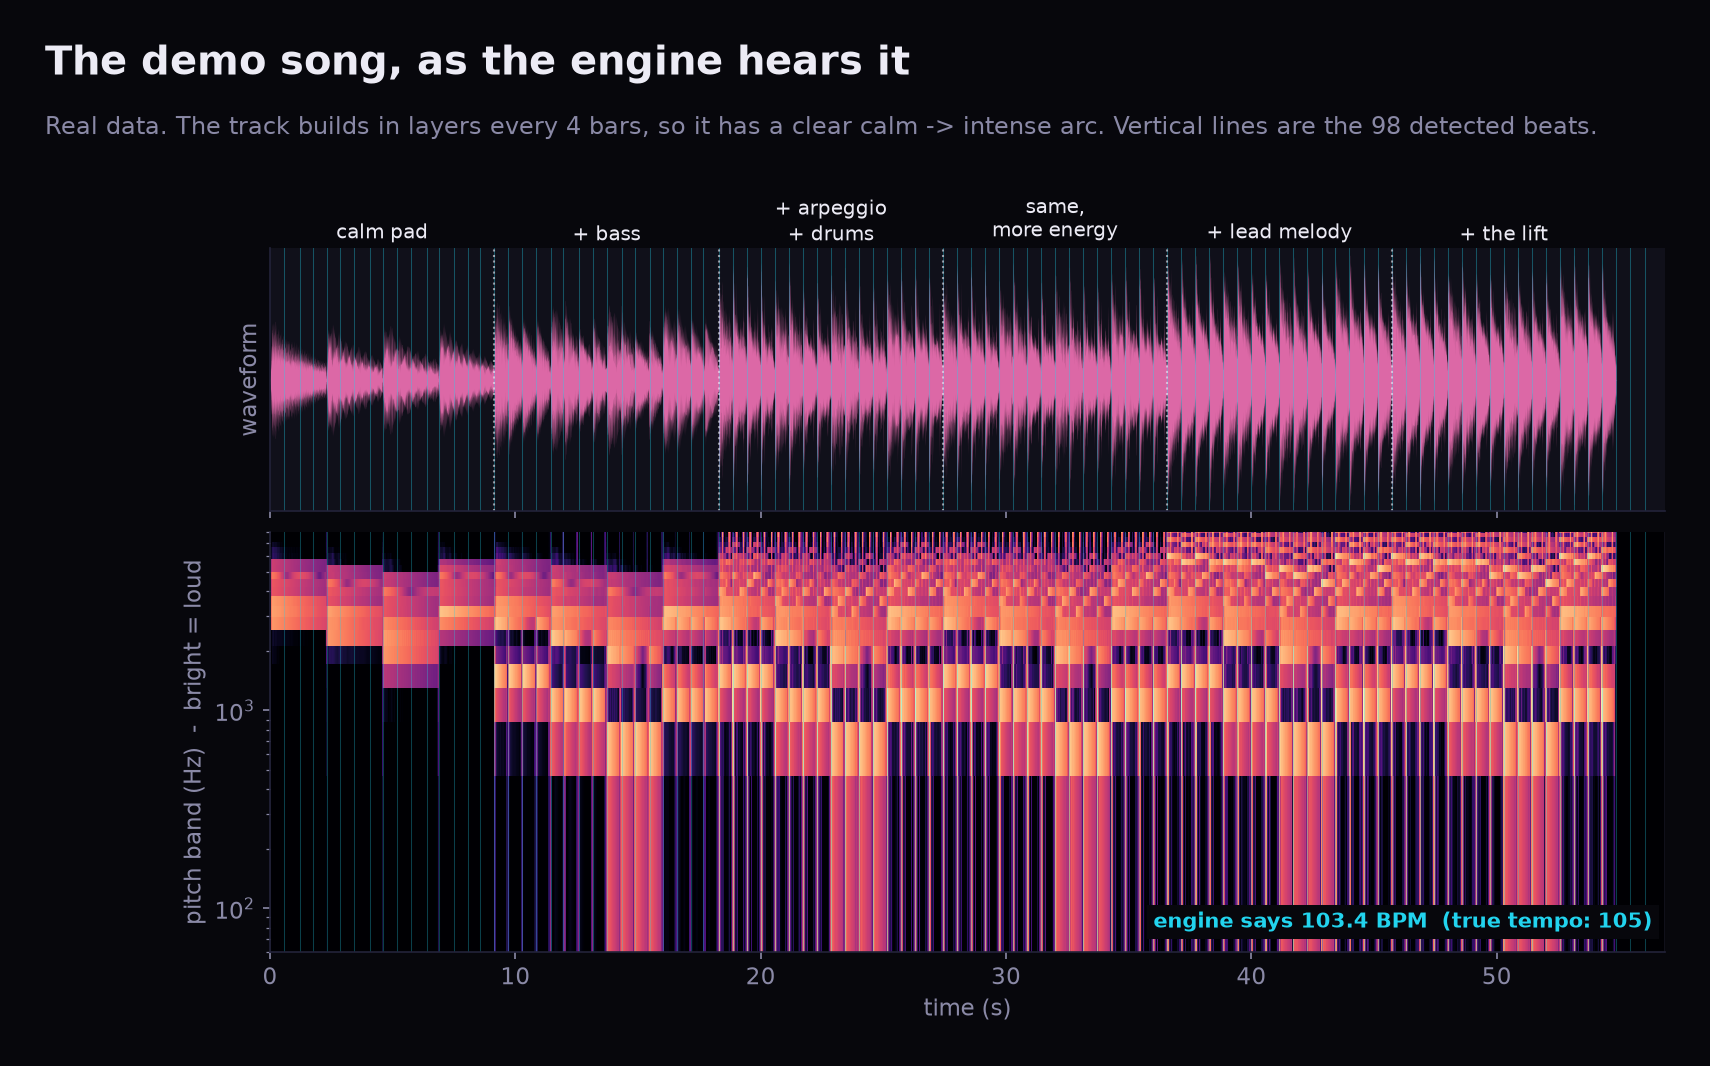 The demo song, as the engine hears it
Real data. The track builds in layers every 4 bars, so it has a clear calm -> intense arc. Vertical lines are the 98 detected beats.
calm pad
+ bass
+ arpeggio
+ drums
same,
more energy
+ lead melody
+ the lift
waveform
pitch band (Hz)  -  bright = loud
10³
10²
engine says 103.4 BPM  (true tempo: 105)
0 10 20 30 40 50
time (s)